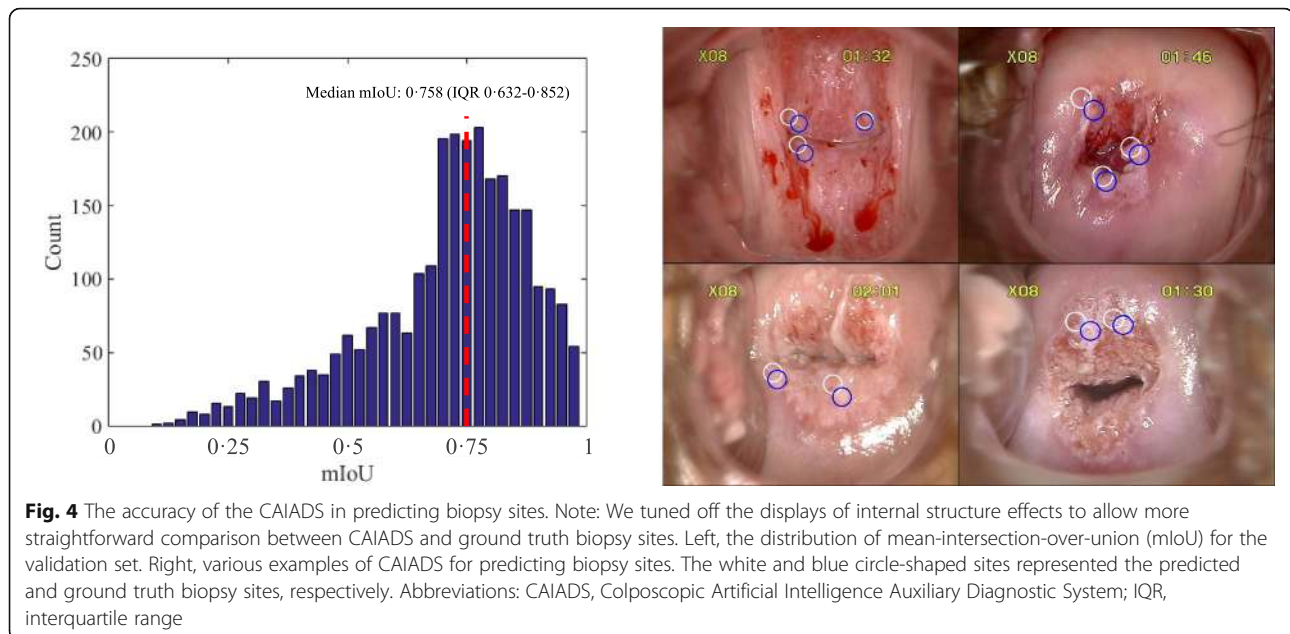 250
200
150
100
50
0
Count
Median mIoU: 0·758 (IQR 0·632-0·852)
0
0·25
0·5
0·75
1
mIoU
X08 01:32
X08 01:46
X08 02:01
X08 01:30
Fig. 4 The accuracy of the CAIADS in predicting biopsy sites. Note: We tuned off the displays of internal structure effects to allow more
straightforward comparison between CAIADS and ground truth biopsy sites. Left, the distribution of mean-intersection-over-union (mIoU) for the
validation set. Right, various examples of CAIADS for predicting biopsy sites. The white and blue circle-shaped sites represented the predicted
and ground truth biopsy sites, respectively. Abbreviations: CAIADS, Colposcopic Artificial Intelligence Auxiliary Diagnostic System; IQR,
interquartile range